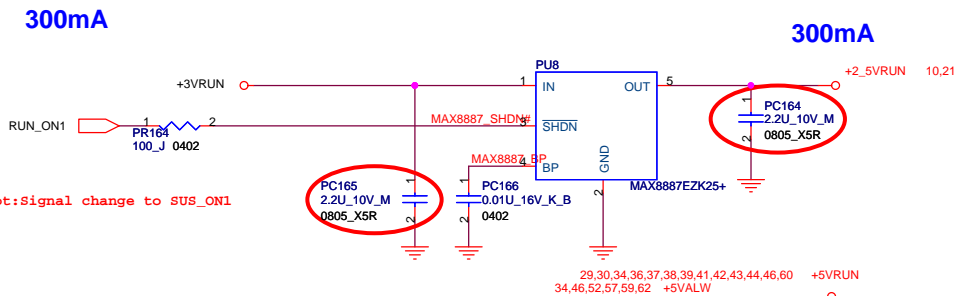 300mA
300mA
PU8
+3VRUN
1
IN
OUT
5
+2_5VRUN
10,21
RUN_ON1
1
2
PR164
100_J 0402
MAX8887_SHDN#
3
SHDN
1
PC164
2.2U_10V_M
0805_X5R
2
MAX8887_BP
4
BP
GND
2
MAX8887EZK25+
1
PC165
2.2U_10V_M
0805_X5R
2
1
PC166
0.01U_16V_K_B
0402
2
ot:Signal change to SUS_ON1
29,30,34,36,37,38,39,41,42,43,44,46,60 +5VRUN
34,46,52,57,59,62 +5VALW